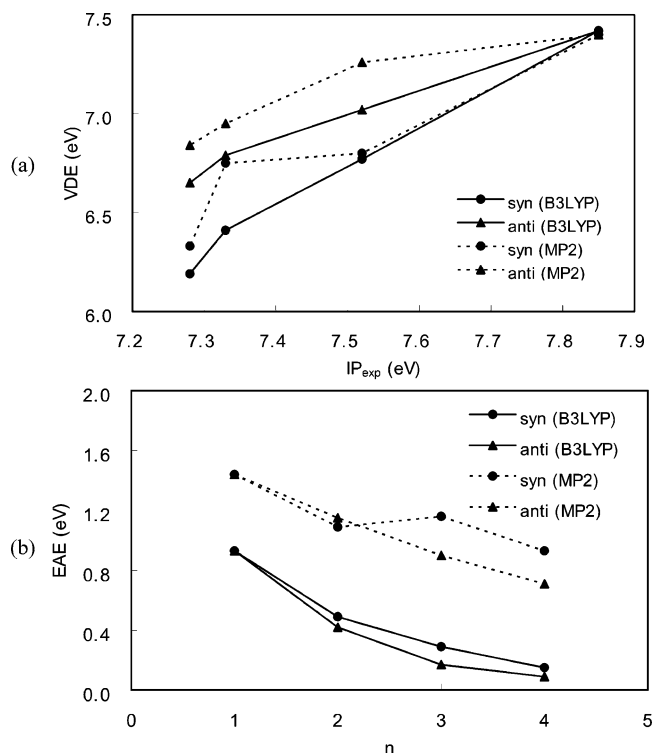 (a)
VDE (eV)
7.5
7.0
6.5
6.0
syn (B3LYP)
anti (B3LYP)
syn (MP2)
anti (MP2)
7.2 7.3 7.4 7.5 7.6 7.7 7.8 7.9
IPexp (eV)
(b)
EAE (eV)
2.0
1.6
1.2
0.8
0.4
0.0
syn (B3LYP)
anti (B3LYP)
syn (MP2)
anti (MP2)
0 1 2 3 4 5
n